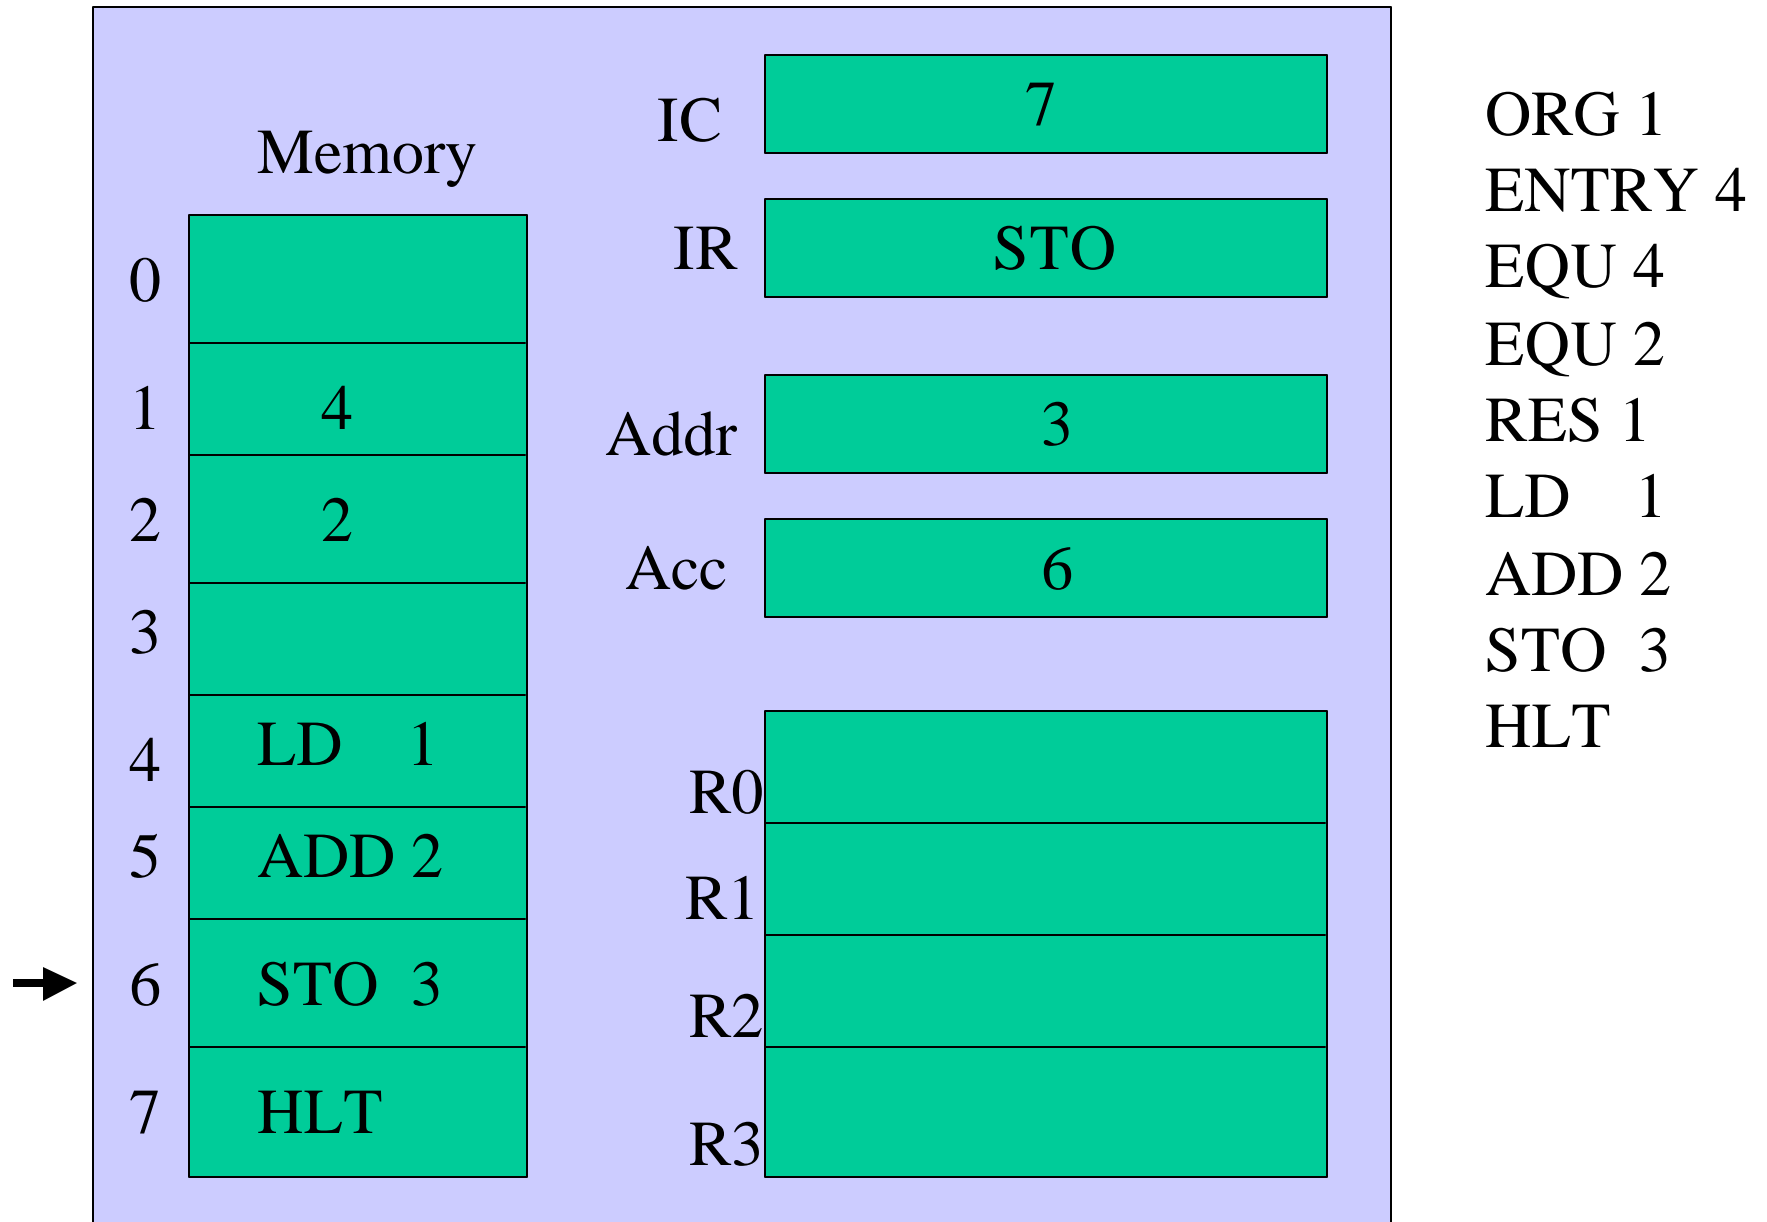 Memory
0
1 4
2 2
3
4 LD 1
5 ADD 2
6 STO 3
7 HLT
IC 7
IR STO
Addr 3
Acc 6
R0
R1
R2
R3
ORG 1
ENTRY 4
EQU 4
EQU 2
RES 1
LD 1
ADD 2
STO 3
HLT